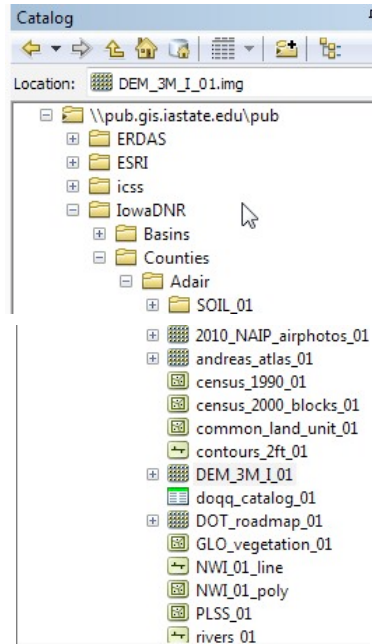 Catalog
Location: DEM_3M_I_01.img
\\pub.gis.iastate.edu\pub
ERDAS
ESRI
icss
IowaDNR
Basins
Counties
Adair
SOIL_01
2010_NAIP_airphotos_01
andreas_atlas_01
census_1990_01
census_2000_blocks_01
common_land_unit_01
contours_2ft_01
DEM_3M_I_01
doqq_catalog_01
DOT_roadmap_01
GLO_vegetation_01
NWI_01_line
NWI_01_poly
PLSS_01
rivers_01